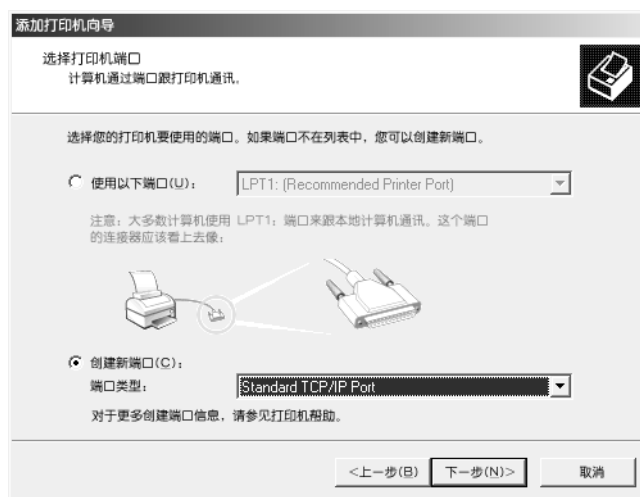 添加打印机向导
选择打印机端口
计算机通过端口跟打印机通讯.
选择您的打印机要使用的端口。如果端口不在列表中，您可以创建新端口。
使用以下端口(U)：
LPT1: (Recommended Printer Port)
注意：大多数计算机使用 LPT1：端口来跟本地计算机通讯。这个端口
的连接器应该看上去像：
创建新端口(C)：
端口类型：
Standard TCP/IP Port
对于更多创建端口信息，请参见打印机帮助。
<上一步(B)
下一步(N)>
取消